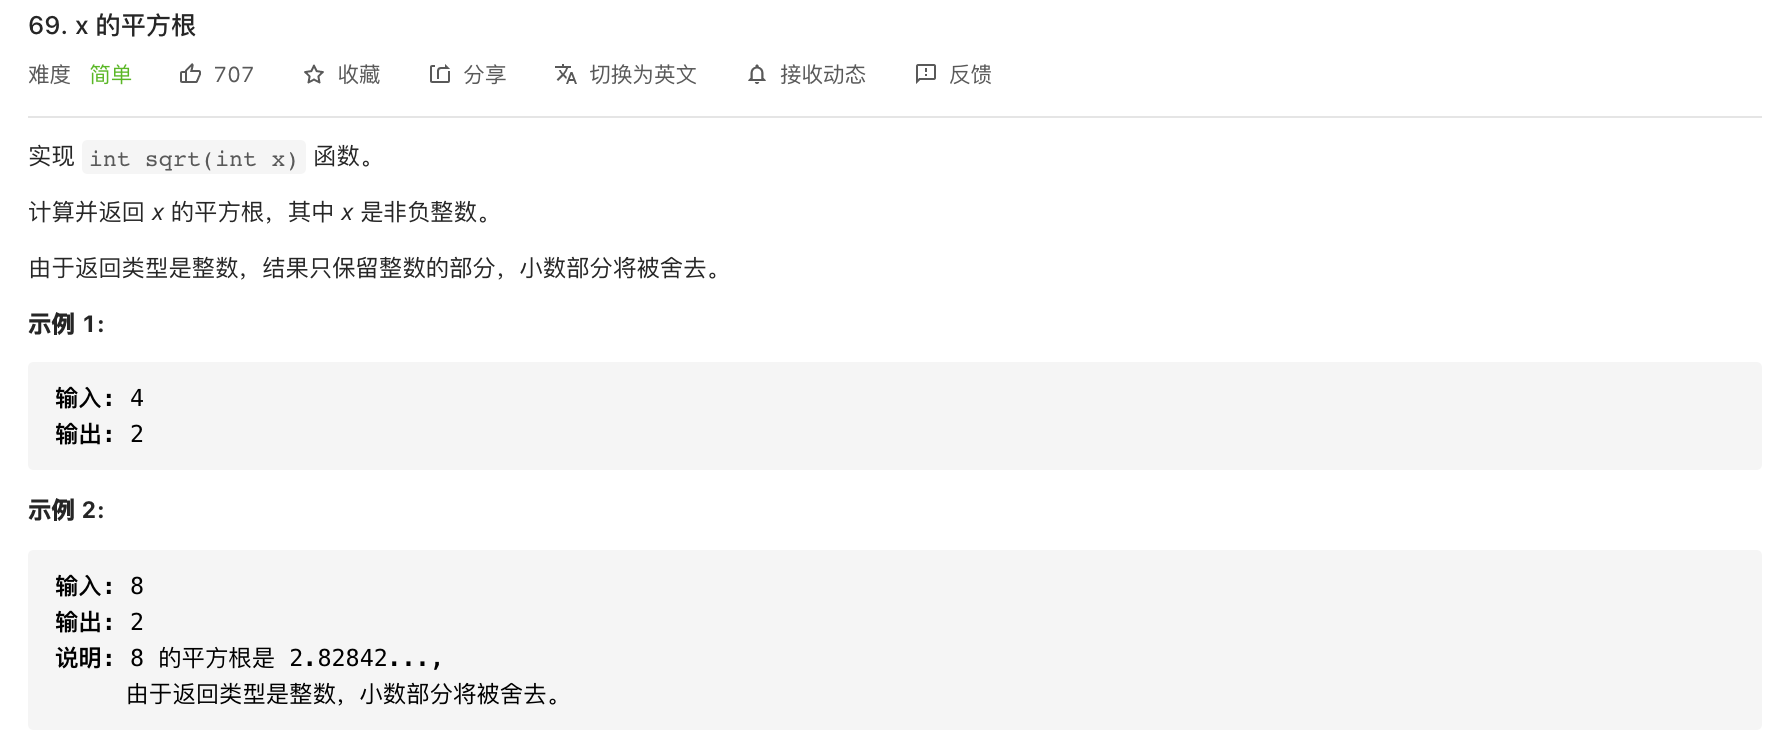 69. x 的平方根
难度 简单 707 收藏 分享 切换为英文 接收动态 反馈
实现 int sqrt(int x) 函数。
计算并返回 x 的平方根，其中 x 是非负整数。
由于返回类型是整数，结果只保留整数的部分，小数部分将被舍去。
示例 1:
输入: 4
输出: 2
示例 2:
输入: 8
输出: 2
说明: 8 的平方根是 2.82842...,
由于返回类型是整数，小数部分将被舍去。